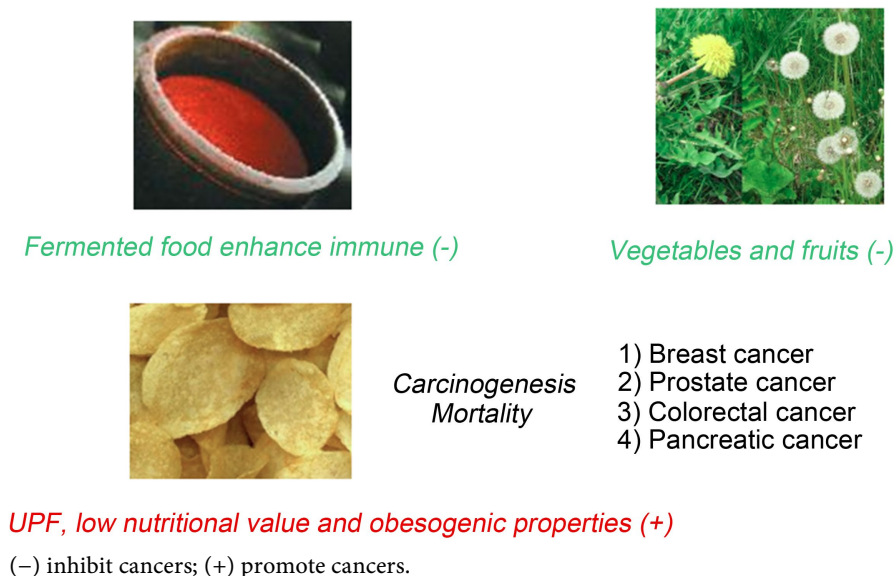 Fermented food enhance immune (-)
Vegetables and fruits (-)
Carcinogenesis
Mortality
1) Breast cancer
2) Prostate cancer
3) Colorectal cancer
4) Pancreatic cancer
UPF, low nutritional value and obesogenic properties (+)
(−) inhibit cancers; (+) promote cancers.